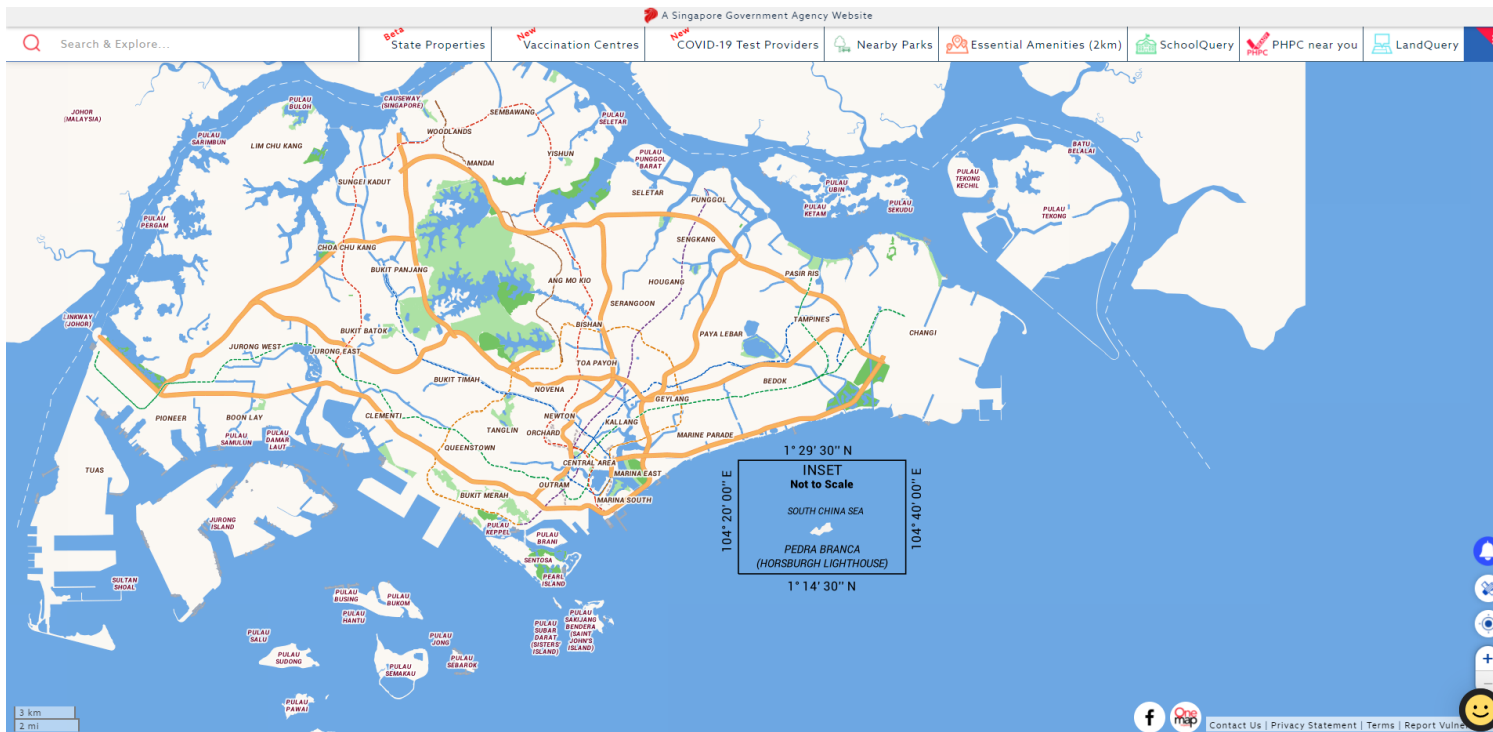 A Singapore Government Agency Website
Search & Explore...
Beta
State Properties
New
Vaccination Centres
New
COVID-19 Test Providers
Nearby Parks
Essential Amenities (2km)
SchoolQuery
PHPC
PHPC near you
LandQuery
JOHOR
(MALAYSIA)
PULAU
BULOH
CAUSEWAY
(SINGAPORE)
SEMBAWANG
PULAU
SELETAR
WOODLANDS
PULAU
SARIMBUN
LIM CHU KANG
MANDAI
YISHUN
PULAU
PUNGGOL
BARAT
BATU
BELALAI
SUNGEI KADUT
SELETAR
PUNGGOL
PULAU
UBIN
PULAU
KETAM
PULAU
SEKUDU
PULAU
TEKONG
KECHIL
PULAU
TEKONG
PULAU
PERGAM
CHOA CHU KANG
SENGKANG
BUKIT PANJANG
ANG MO KIO
HOUGANG
PASIR RIS
SERANGOON
LINKWAY
(JOHOR)
BUKIT BATOK
BISHAN
PAYA LEBAR
TAMPINES
CHANGI
JURONG WEST
JURONG EAST
TOA PAYOH
BUKIT TIMAH
NOVENA
BEDOK
GEYLANG
PIONEER
BOON LAY
CLEMENTI
NEWTON
KALLANG
TANGLIN
ORCHARD
MARINE PARADE
PULAU
SAMULUN
PULAU
DAMAR
LAUT
QUEENSTOWN
TUAS
CENTRAL AREA
MARINA EAST
OUTRAM
BUKIT MERAH
MARINA SOUTH
JURONG
ISLAND
PULAU
KEPPEL
PULAU
BRANI
SENTOSA
PEARL
ISLAND
SULTAN
SHOAL
PULAU
BUSING
PULAU
BUKOM
PULAU
HANTU
PULAU
SALU
PULAU
SUDONG
PULAU
JONG
PULAU
SEBAROK
PULAU
SEMAKAU
PULAU
PAWAI
PULAU
SUBAR
DARAT
(SISTERS'
ISLAND)
PULAU
SAKIJANG
BENDERA
(SAINT
JOHN'S
ISLAND)
1° 29' 30'' N
104° 20' 00'' E
INSET
Not to Scale
SOUTH CHINA SEA
PEDRA BRANCA
(HORSBURGH LIGHTHOUSE)
104° 40' 00'' E
1° 14' 30'' N
3 km
2 mi
+
f
One
map
Contact Us | Privacy Statement | Terms | Report